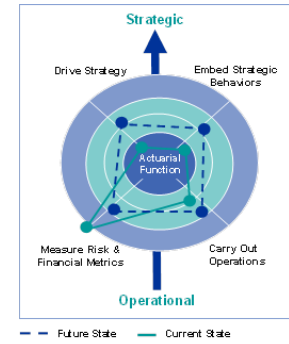 Strategic
Drive Strategy
Embed Strategic
Behaviors
Actuarial
Function
Measure Risk &
Financial Metrics
Carry Out
Operations
Operational
Future State
Current State